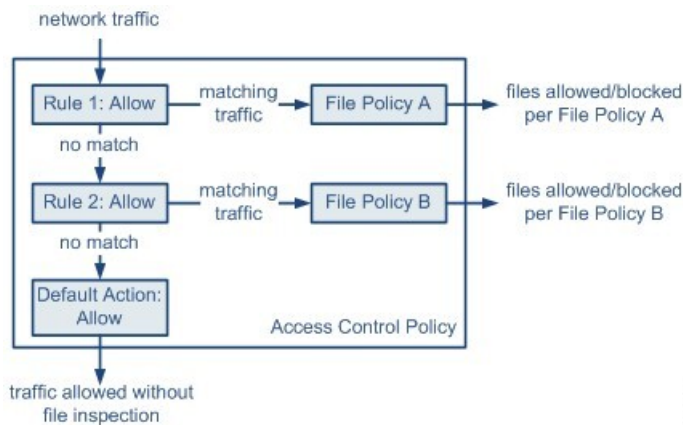 network traffic
Rule 1: Allow
matching
traffic
File Policy A
files allowed/blocked
per File Policy A
no match
Rule 2: Allow
matching
traffic
File Policy B
files allowed/blocked
per File Policy B
no match
Default Action:
Allow
Access Control Policy
traffic allowed without
file inspection